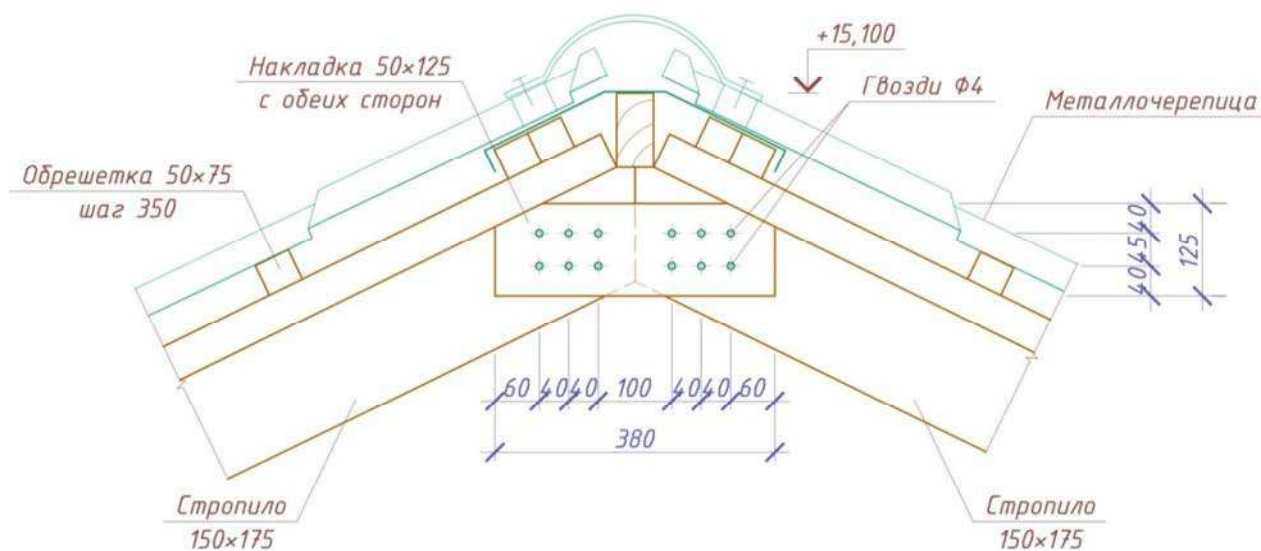 +15,100
Накладка 50×125
с обеих сторон
Гвозди Ф4
Металлочерепица
Обрешетка 50×75
шаг 350
40
45
40
125
60 40 40 100 40 40 60
380
Стропило
150×175
Стропило
150×175